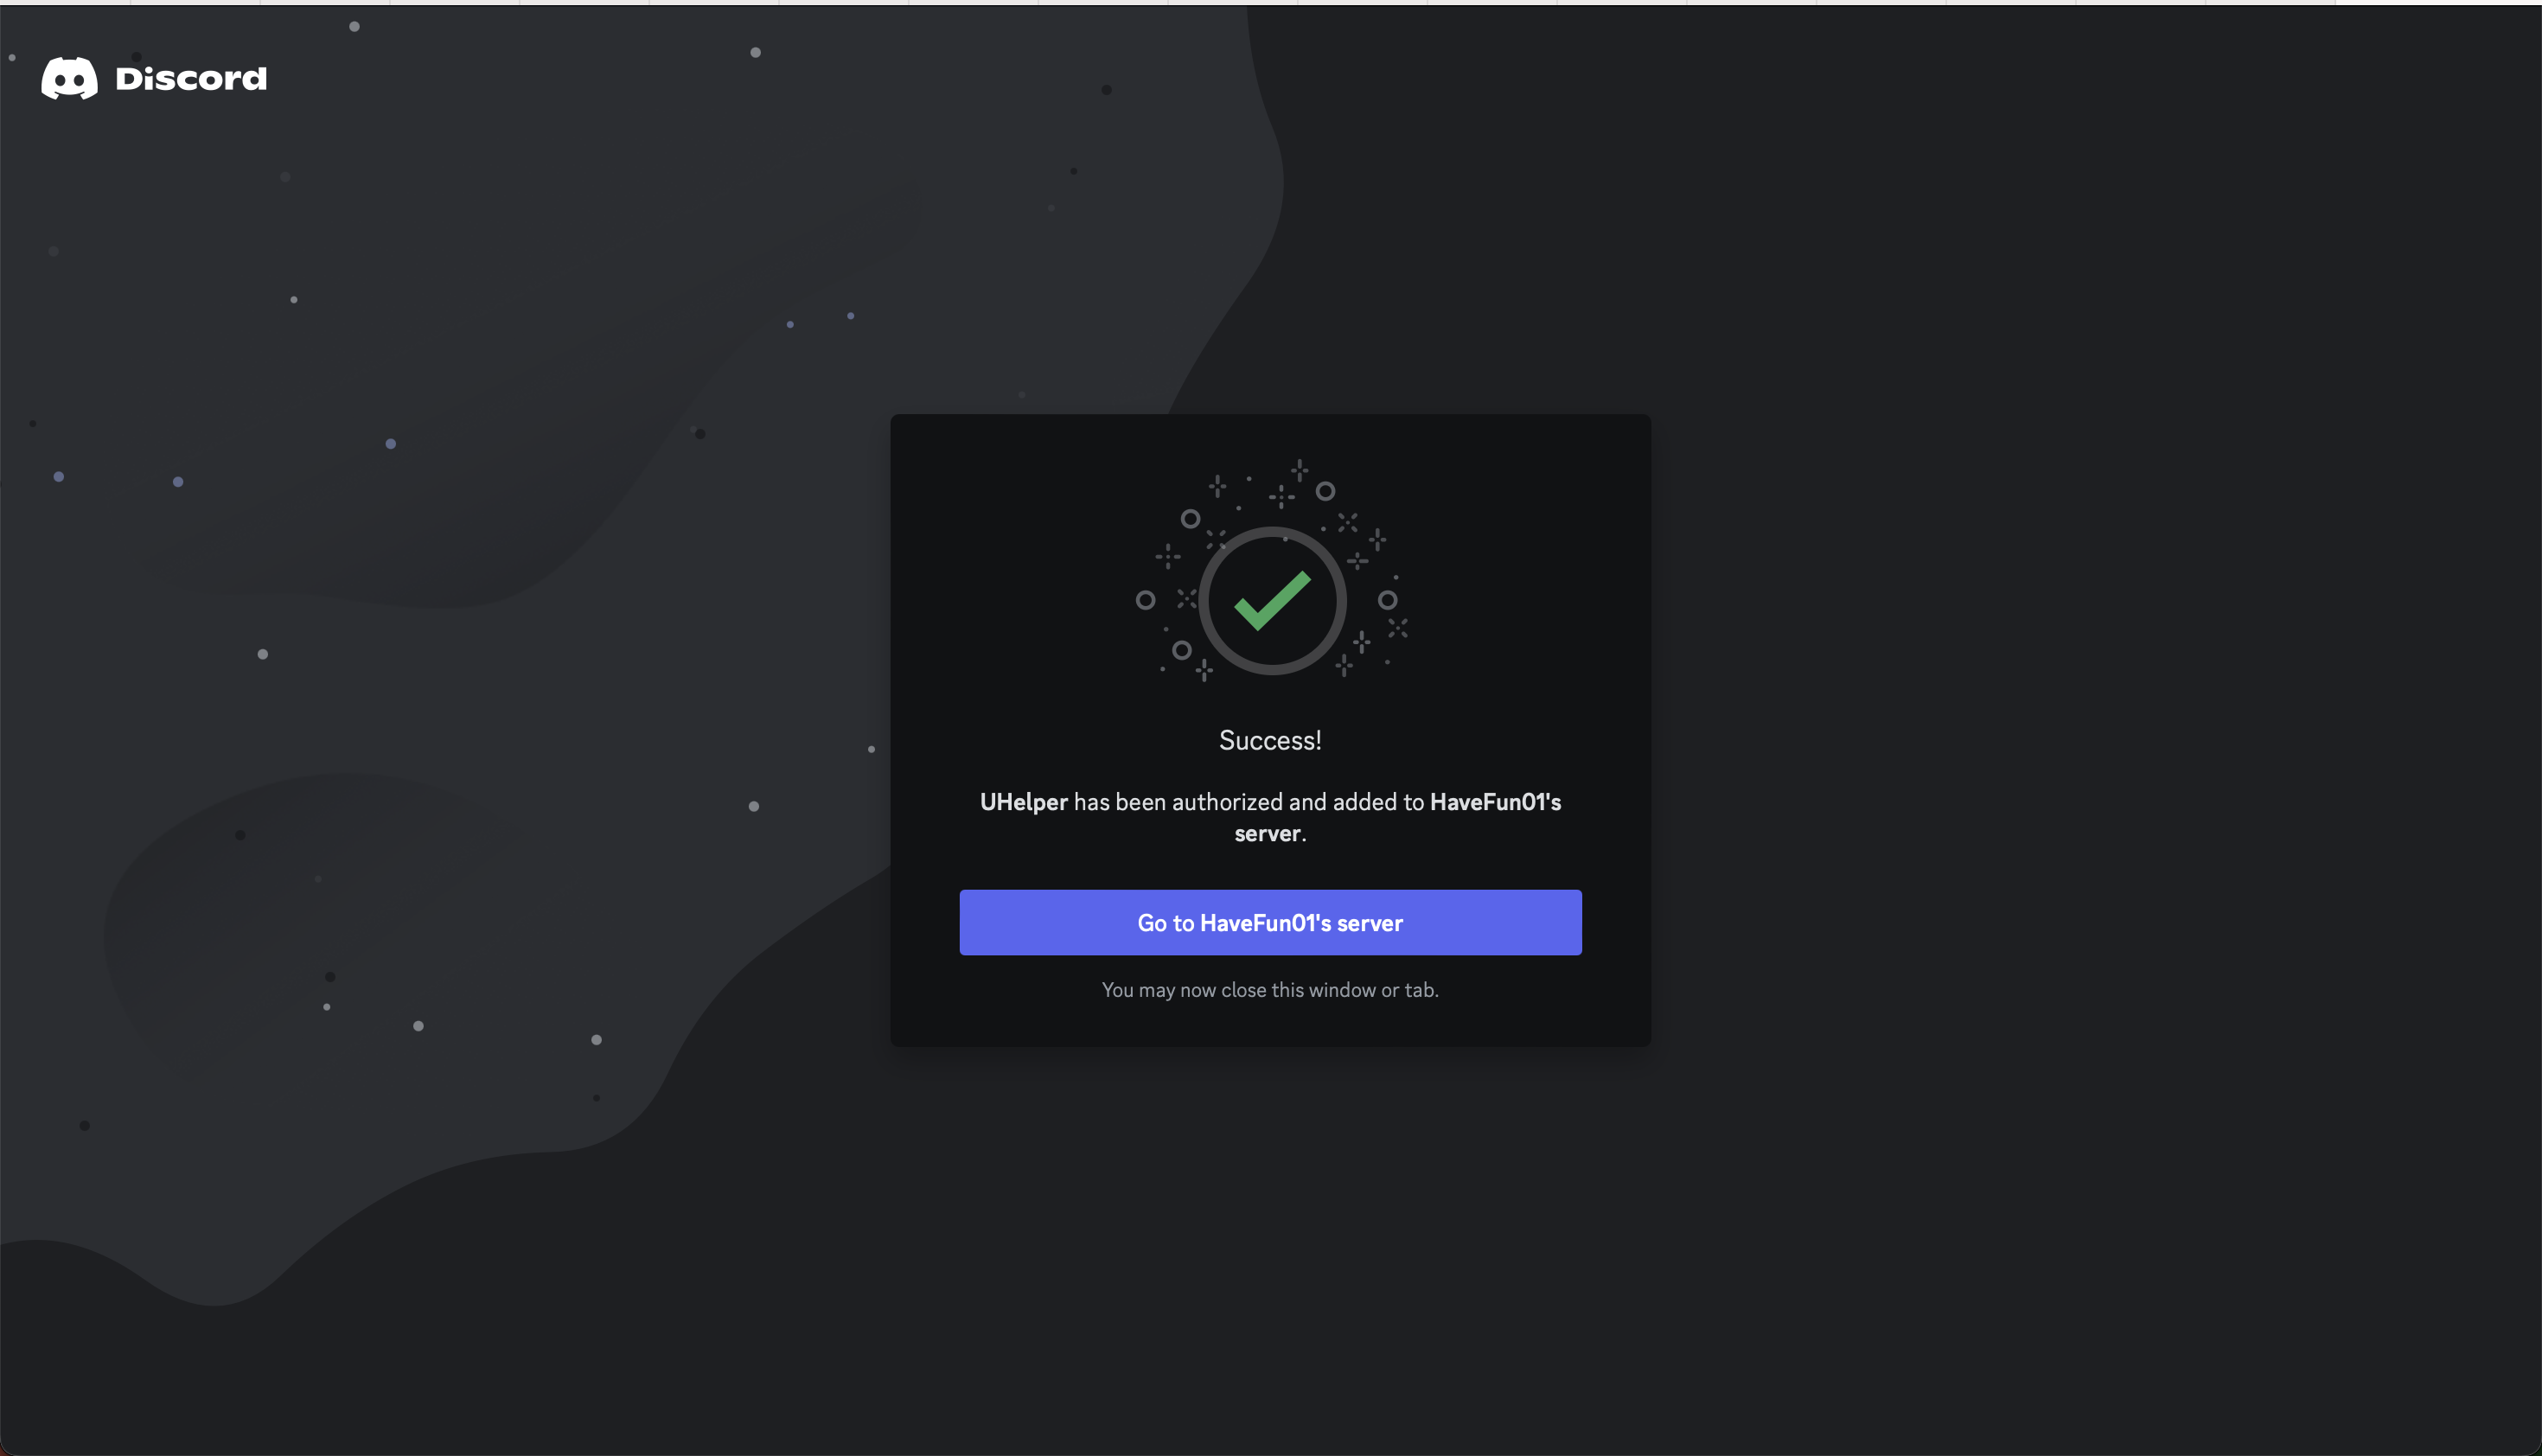 Discord
Success!
UHelper has been authorized and added to HaveFun01's
server.
Go to HaveFun01's server
You may now close this window or tab.